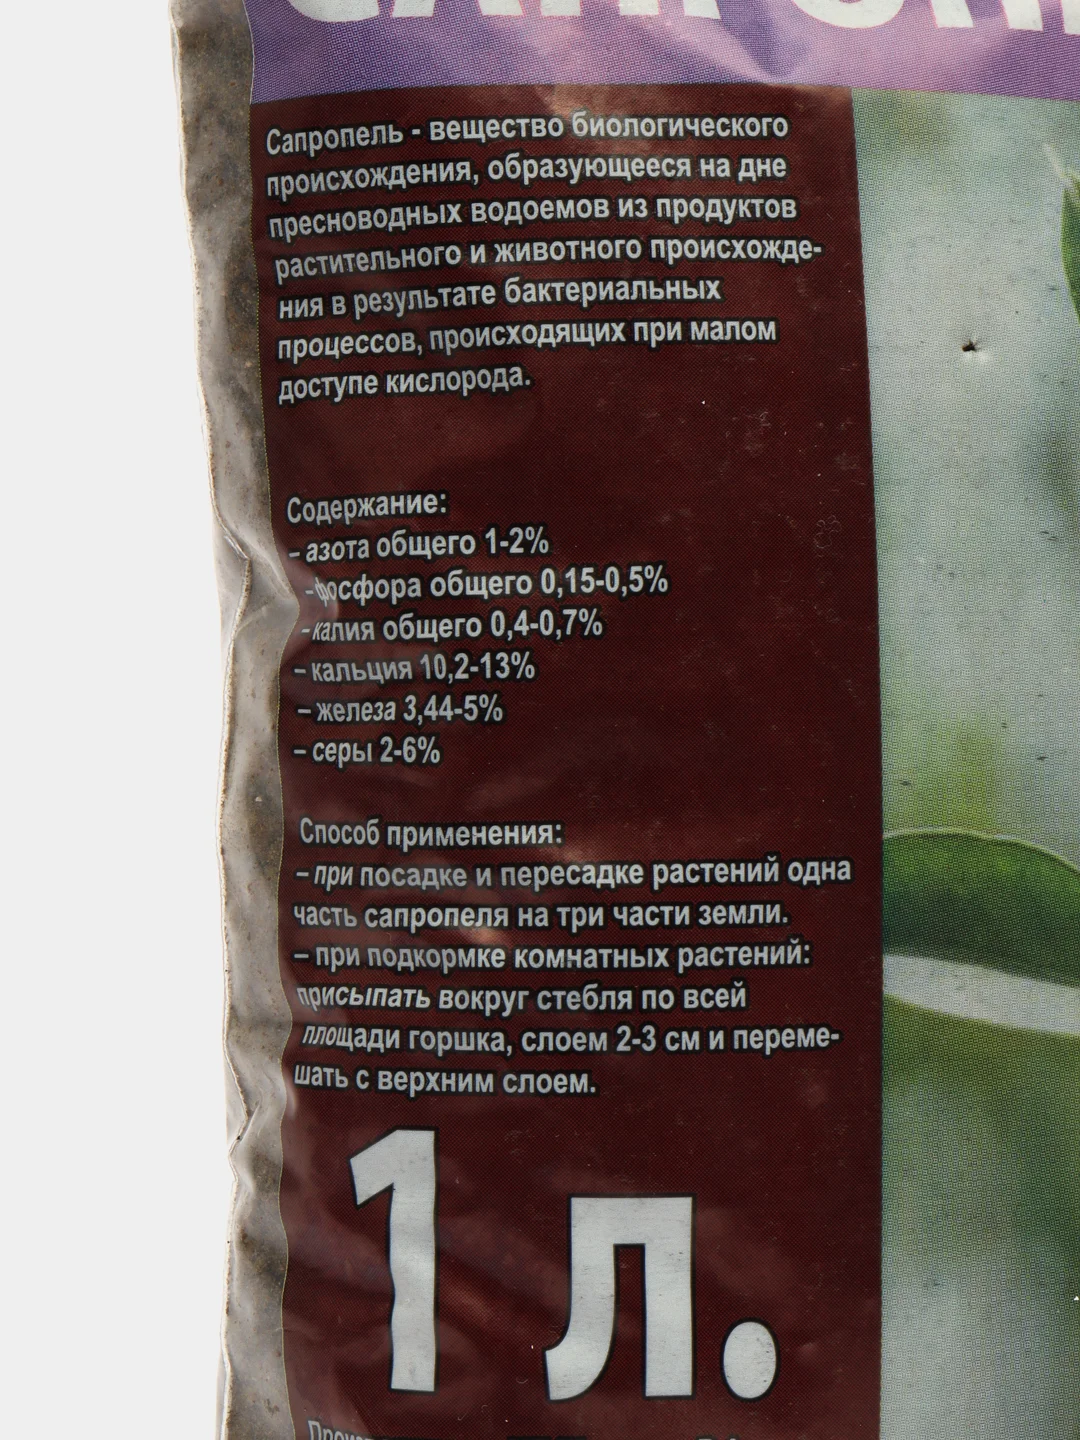 Сапропель - вещество биологического
происхождения, образующееся на дне
пресноводных водоемов из продуктов
растительного и животного происхожде-
ния в результате бактериальных
процессов, происходящих при малом
доступе кислорода.
Содержание:
– азота общего 1-2%
-фосфора общего 0,15-0,5%
-калия общего 0,4-0,7%
– кальция 10,2-13%
– железа 3,44-5%
– серы 2-6%
Способ применения:
– при посадке и пересадке растений одна
часть сапропеля на три части земли.
– при подкормке комнатных растений:
присыпать вокруг стебля по всей
площади горшка, слоем 2-3 см и переме-
шать с верхним слоем.
1 л.